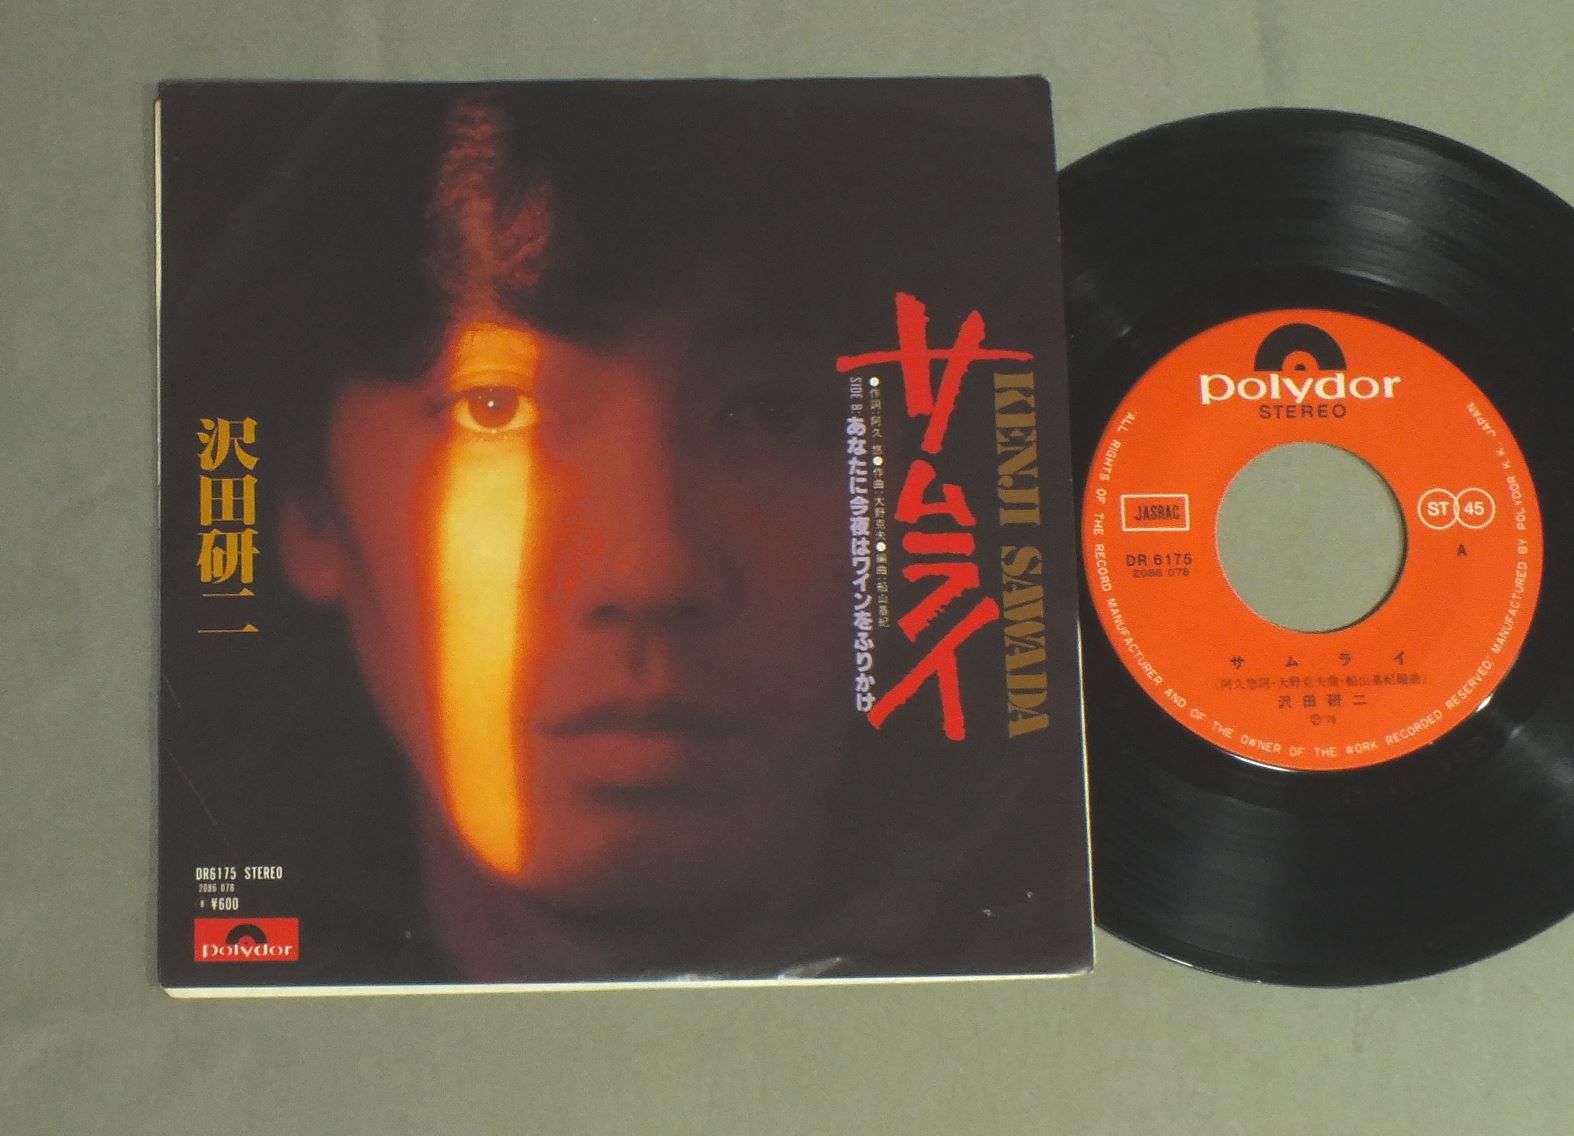 沢田研二
サムライ
KENJI SAWADA
●作詞:阿久 悠●作曲:大野克夫●編曲:船山基紀
SIDE B:あなたに今夜はワインをふりかけ
DR6175 STEREO
2086 078
¥600
polydor
polydor
STEREO
JASRAC
DR 6175
2086 078
ST 45
A
サムライ
(阿久悠詞・大野克夫曲・船山基紀編曲)
沢田研二
Ⓟ'78
ALL RIGHTS OF THE RECORD MANUFACTURER AND OF THE OWNER OF THE WORK RECORDED RESERVED. MANUFACTURED BY POLYDOR K.K. JAPAN